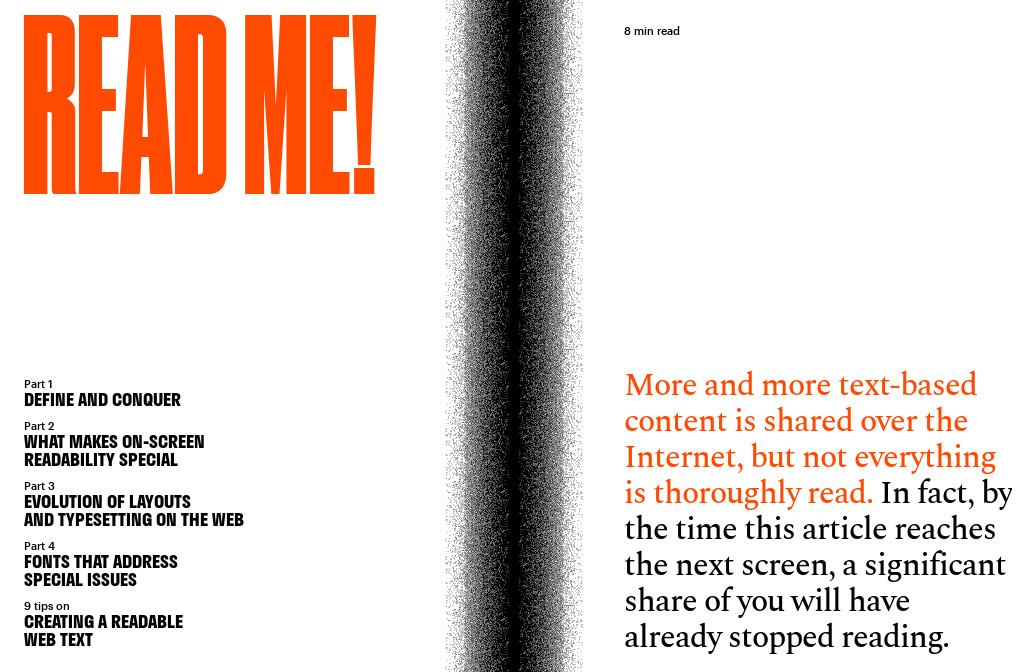 READ ME!
Part 1
DEFINE AND CONQUER
Part 2
WHAT MAKES ON-SCREEN
READABILITY SPECIAL
Part 3
EVOLUTION OF LAYOUTS
AND TYPESETTING ON THE WEB
Part 4
FONTS THAT ADDRESS
SPECIAL ISSUES
9 tips on
CREATING A READABLE
WEB TEXT
8 min read
More and more text-based
content is shared over the
Internet, but not everything
is thoroughly read. In fact, by
the time this article reaches
the next screen, a significant
share of you will have
already stopped reading.